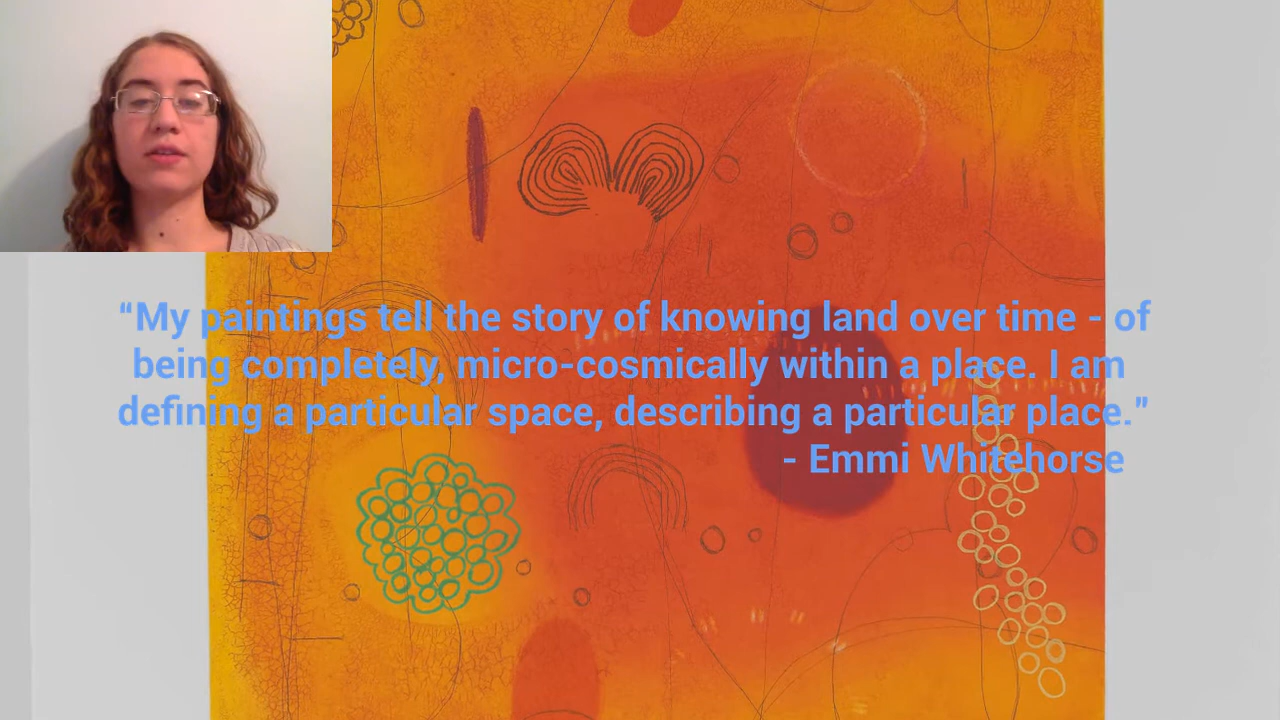 “My paintings tell the story of knowing land over time - of
being completely, micro-cosmically within a place. I am
defining a particular space, describing a particular place.”
- Emmi Whitehorse